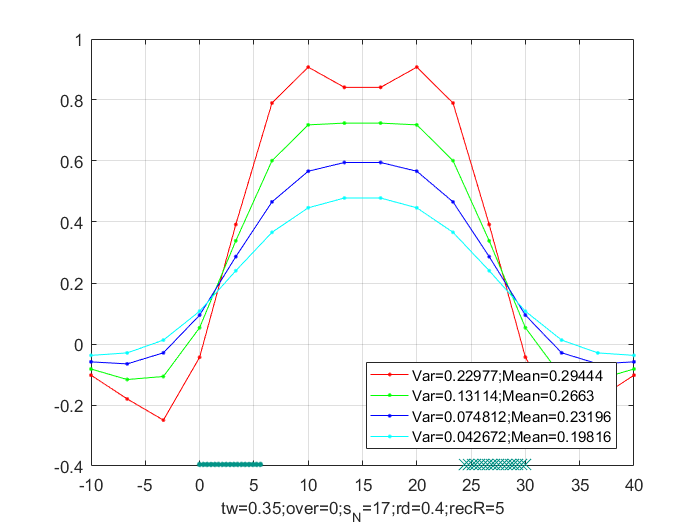 1
0.8
0.6
0.4
0.2
0
-0.2
-0.4
Var=0.22977;Mean=0.29444
Var=0.13114;Mean=0.2663
Var=0.074812;Mean=0.23196
Var=0.042672;Mean=0.19816
-10 -5 0 5 10 15 20 25 30 35 40
tw=0.35;over=0;s_N=17;rd=0.4;recR=5